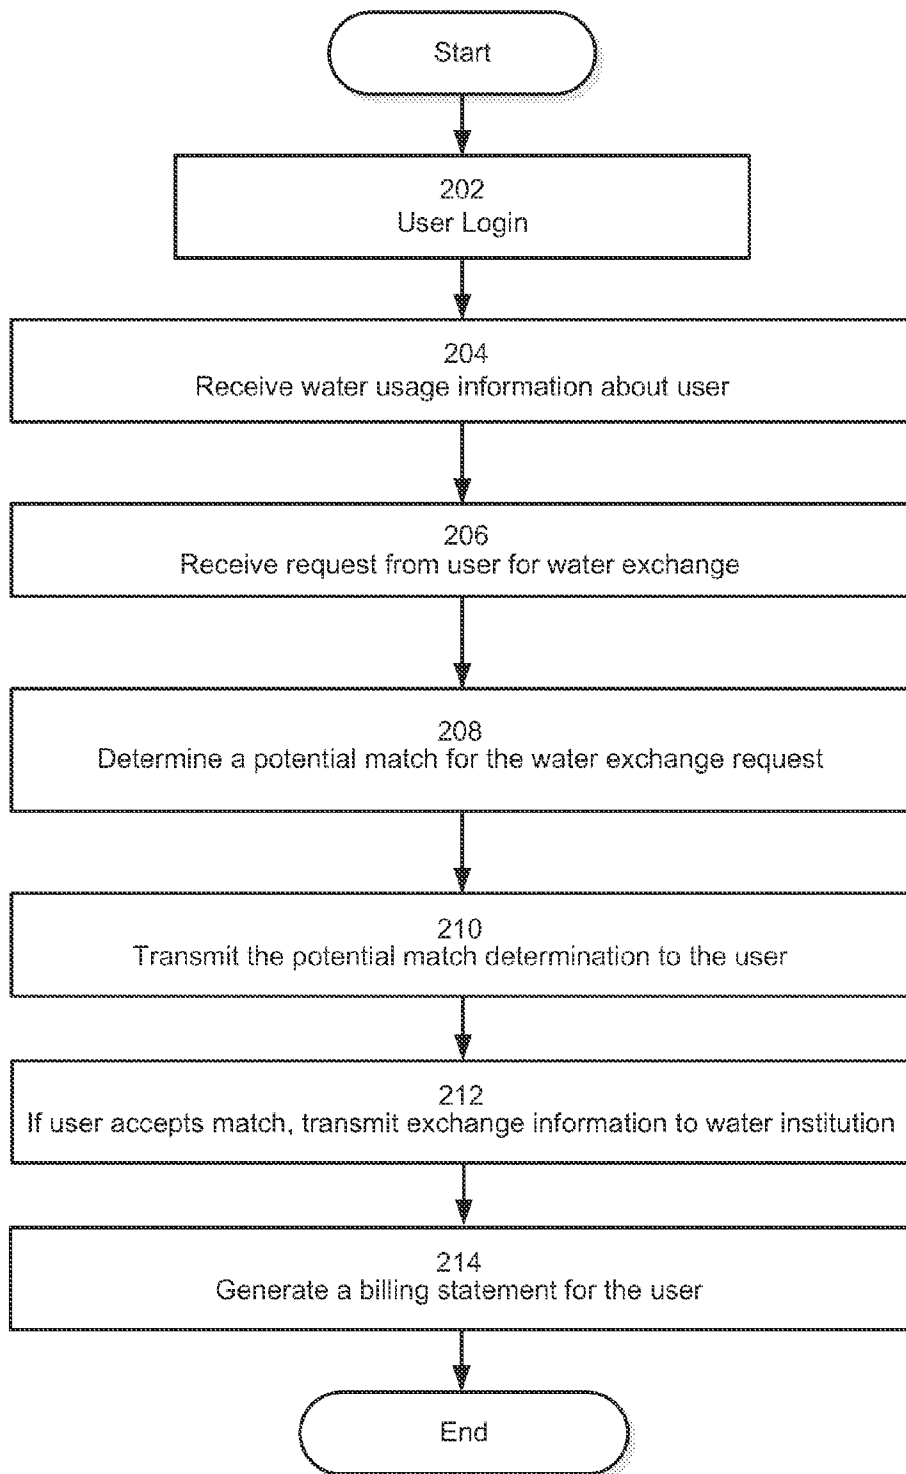 Start
202
User Login
204
Receive water usage information about user
206
Receive request from user for water exchange
208
Determine a potential match for the water exchange request
210
Transmit the potential match determination to the user
212
If user accepts match, transmit exchange information to water institution
214
Generate a billing statement for the user
End